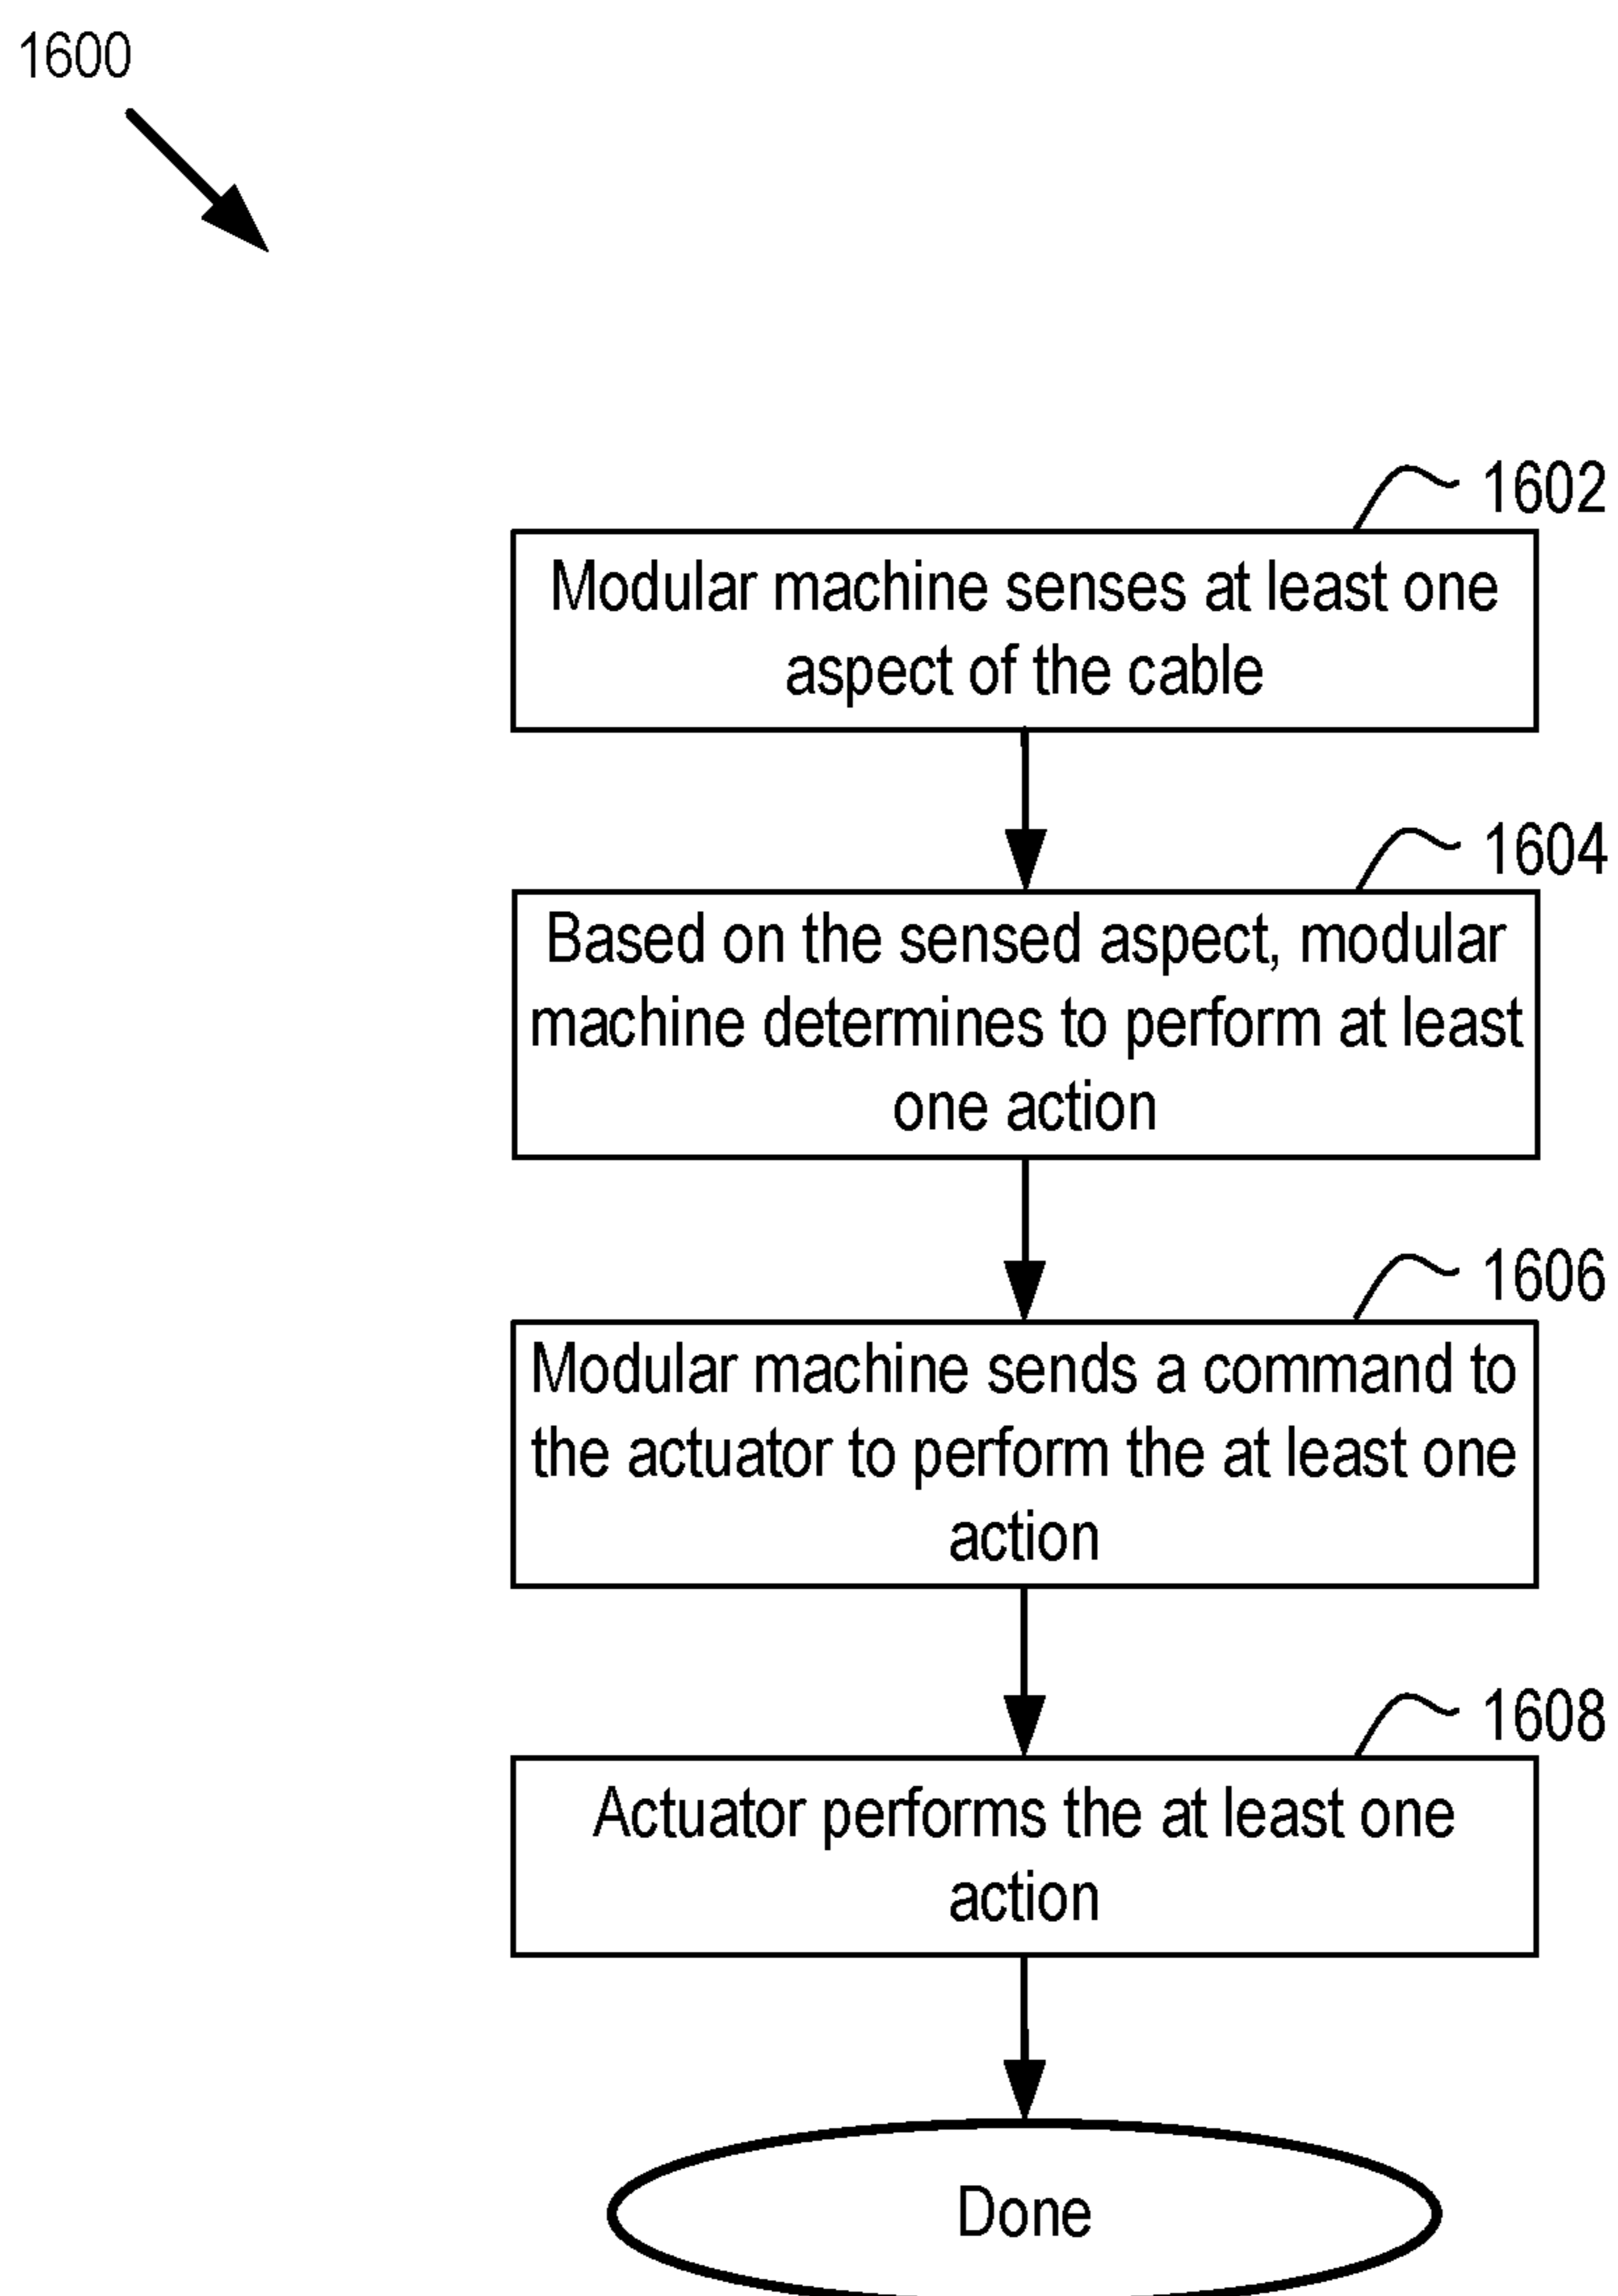 1600
1602
Modular machine senses at least one
aspect of the cable
1604
Based on the sensed aspect, modular
machine determines to perform at least
one action
1606
Modular machine sends a command to
the actuator to perform the at least one
action
1608
Actuator performs the at least one
action
Done